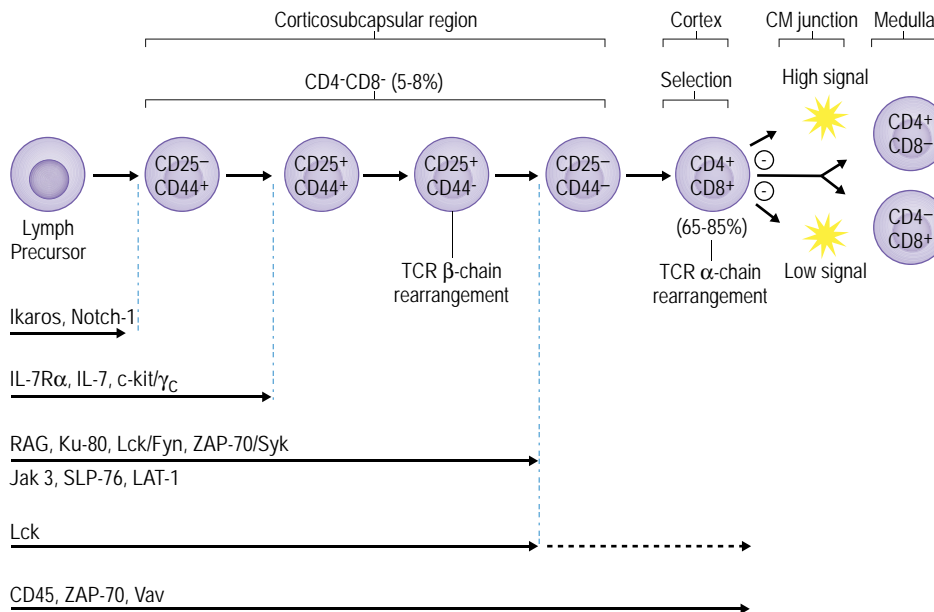 Corticosubcapsular region
Cortex
CM junction
Medulla
CD4⁻CD8⁻ (5-8%)
Selection
High signal
CD25–
CD44+
CD25+
CD44+
CD25+
CD44-
CD25–
CD44–
CD4+
CD8+
-
-
CD4+
CD8–
CD4–
CD8+
Lymph
Precursor
(65-85%)
Low signal
TCR β-chain
rearrangement
TCR α-chain
rearrangement
Ikaros, Notch-1
IL-7Rα, IL-7, c-kit/γC
RAG, Ku-80, Lck/Fyn, ZAP-70/Syk
Jak 3, SLP-76, LAT-1
Lck
CD45, ZAP-70, Vav